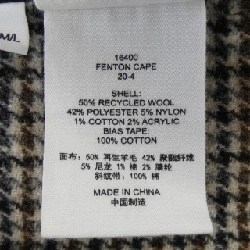 M/L
16400
FENTON CAPE
20-4
SHELL:
50% RECYCLED WOOL
42% POLYESTER 5% NYLON
1% COTTON 2% ACRYLIC
BIAS TAPE:
100% COTTON
面布: 50% 再生羊毛 42% 聚酯纤维
5% 尼龙 1% 棉 2% 腈纶
斜纹带: 100% 棉
MADE IN CHINA
中国制造